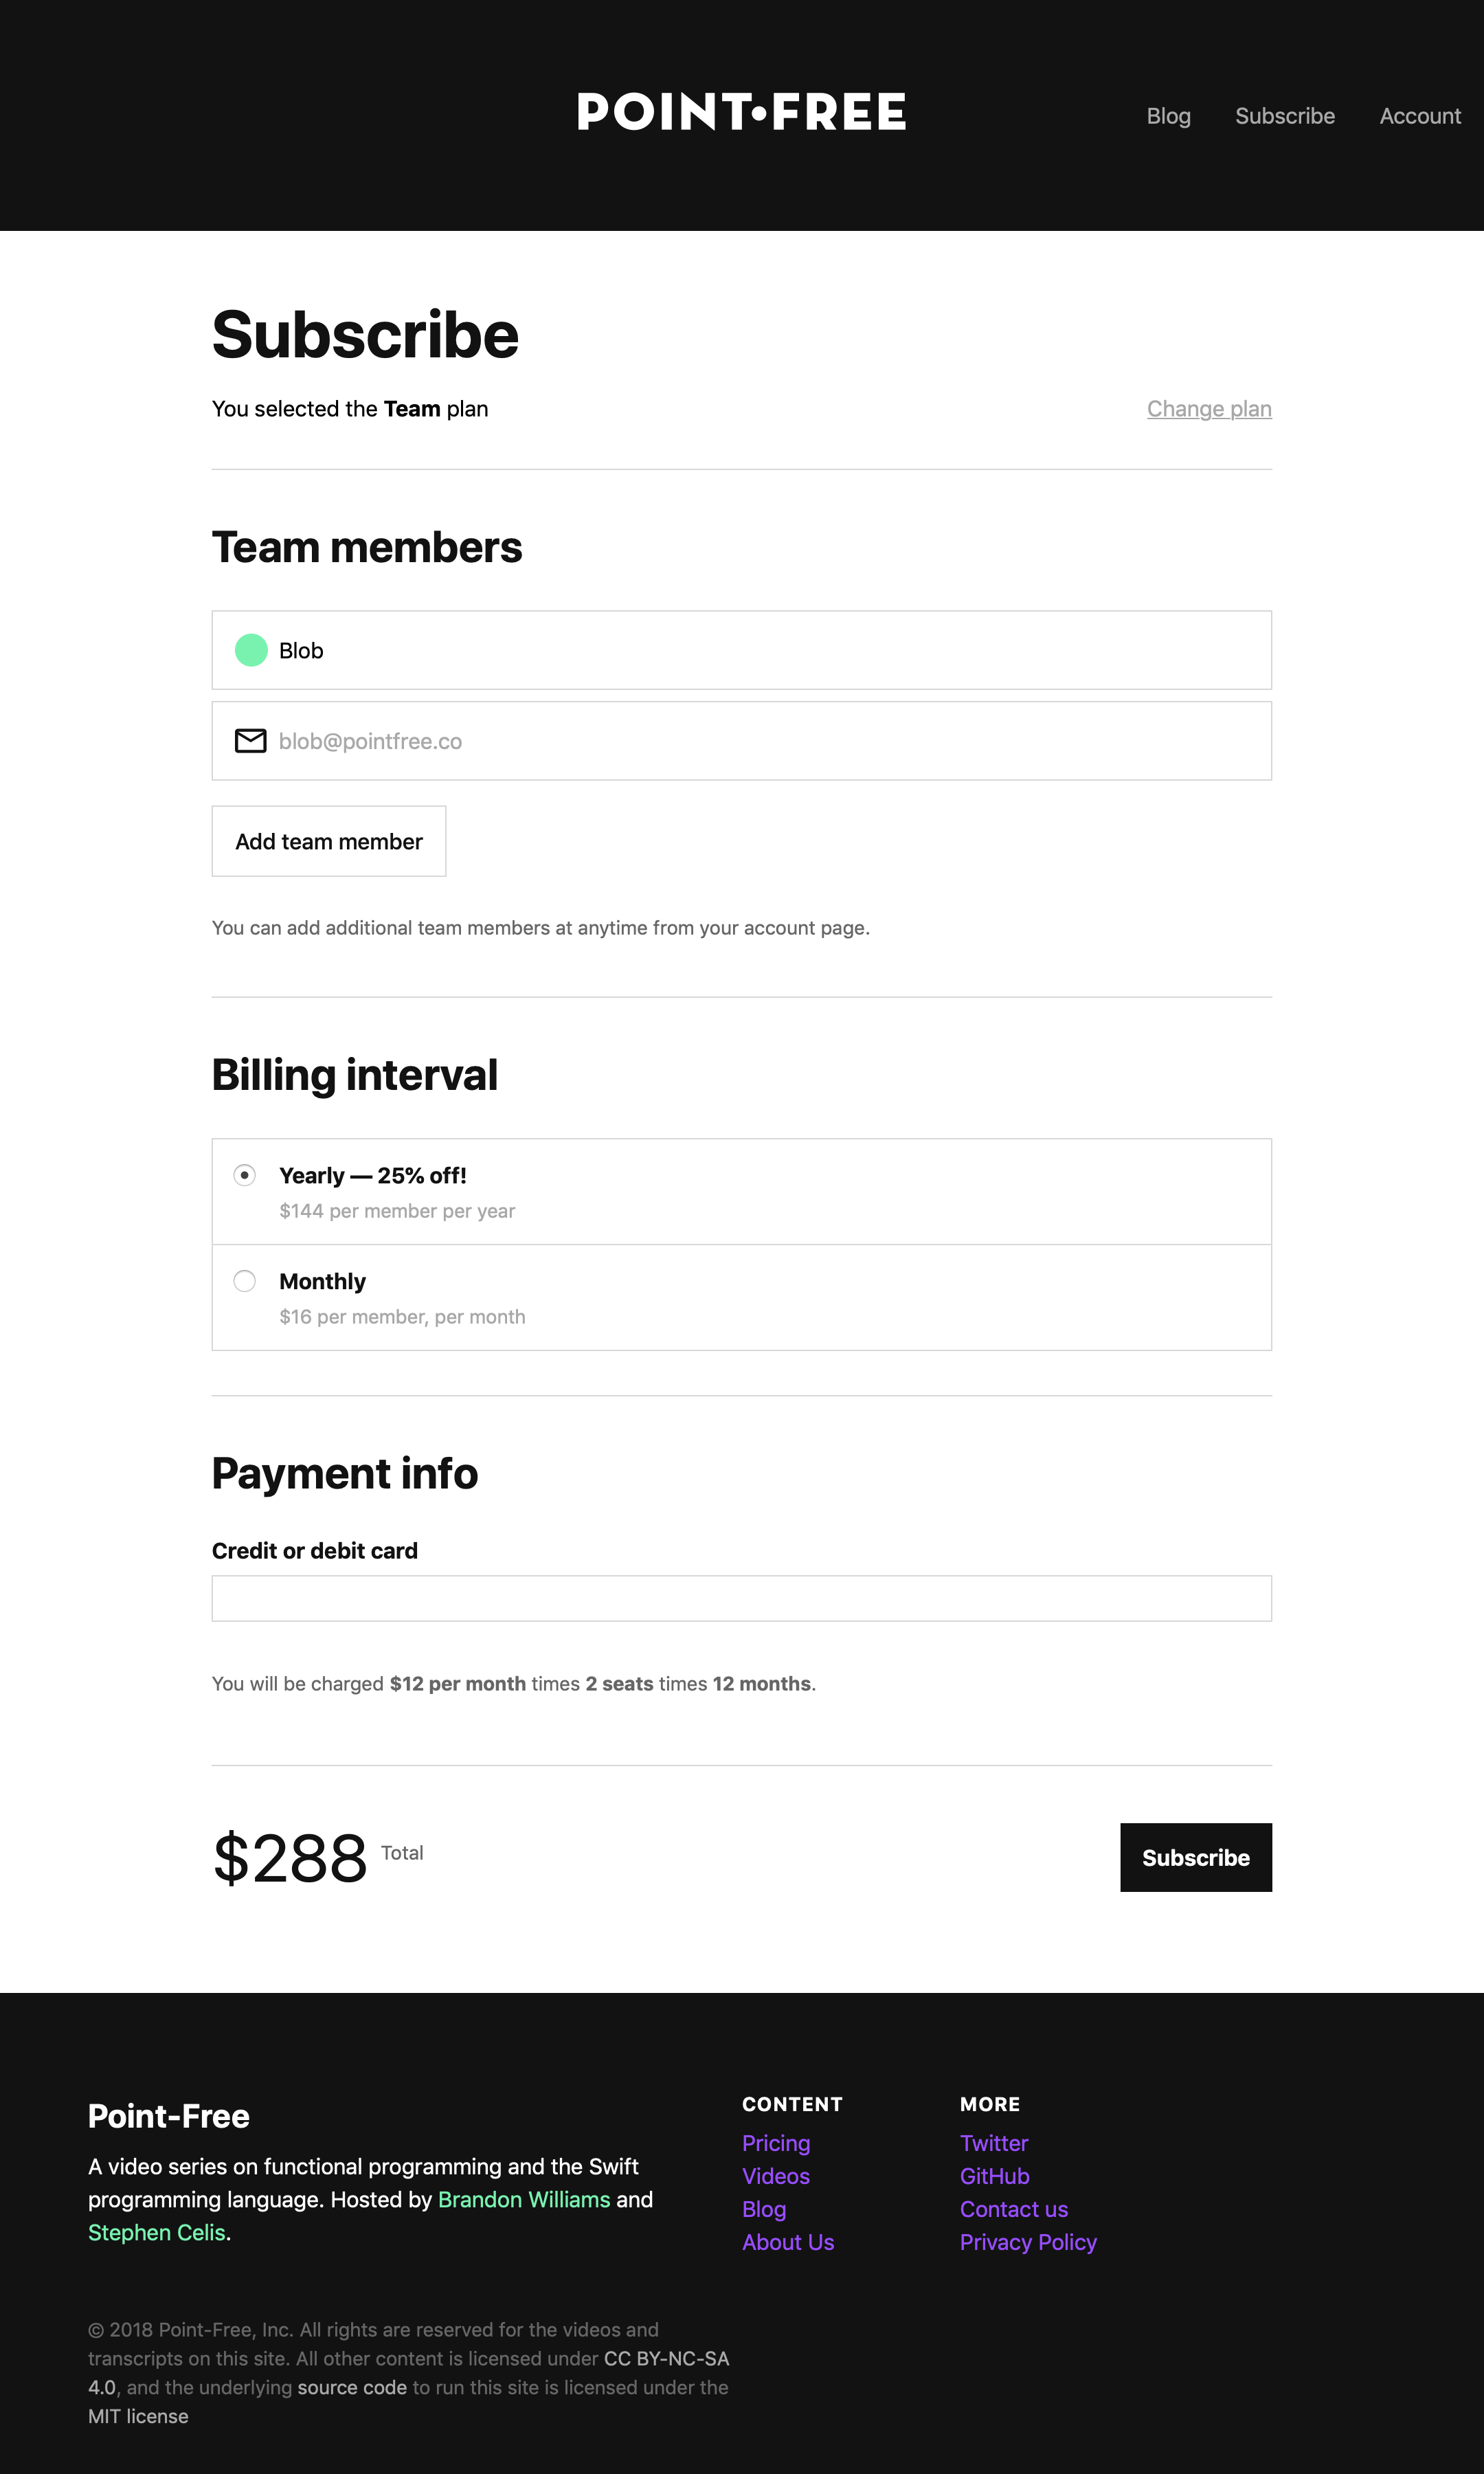 POINT•FREE
Blog Subscribe Account
Subscribe
You selected the Team plan
Change plan
Team members
Blob
blob@pointfree.co
Add team member
You can add additional team members at anytime from your account page.
Billing interval
Yearly — 25% off!
$144 per member per year
Monthly
$16 per member, per month
Payment info
Credit or debit card
You will be charged $12 per month times 2 seats times 12 months.
$288 Total
Subscribe
Point-Free
A video series on functional programming and the Swift
programming language. Hosted by Brandon Williams and
Stephen Celis.
CONTENT
Pricing
Videos
Blog
About Us
MORE
Twitter
GitHub
Contact us
Privacy Policy
© 2018 Point-Free, Inc. All rights are reserved for the videos and
transcripts on this site. All other content is licensed under CC BY-NC-SA
4.0, and the underlying source code to run this site is licensed under the
MIT license